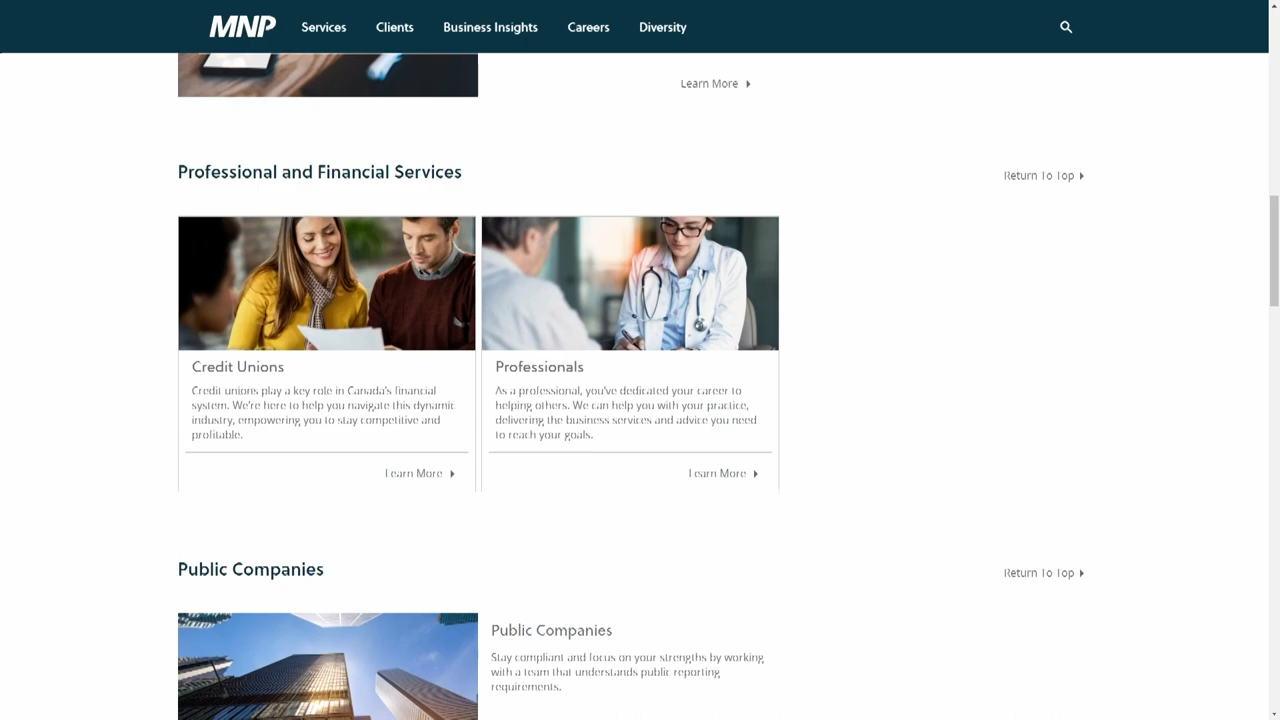 MNP
Services
Clients
Business Insights
Careers
Diversity
Learn More
Professional and Financial Services
Return To Top
Credit Unions
Credit unions play a key role in Canada's financial
system. We're here to help you navigate this dynamic
industry, empowering you to stay competitive and
profitable.
Learn More
Professionals
As a professional, you've dedicated your career to
helping others. We can help you with your practice,
delivering the business services and advice you need
to reach your goals.
Learn More
Public Companies
Return To Top
Public Companies
Stay compliant and focus on your strengths by working
with a team that understands public reporting
requirements.